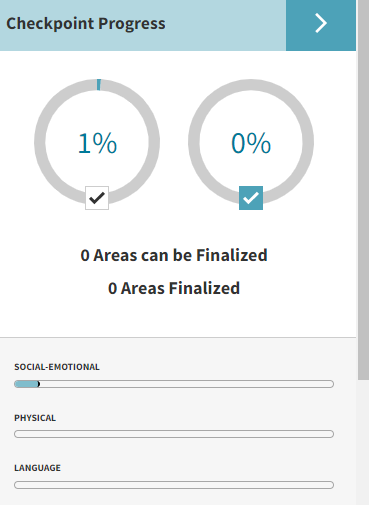 Checkpoint Progress
1%
0%
0 Areas can be Finalized
0 Areas Finalized
SOCIAL-EMOTIONAL
PHYSICAL
LANGUAGE